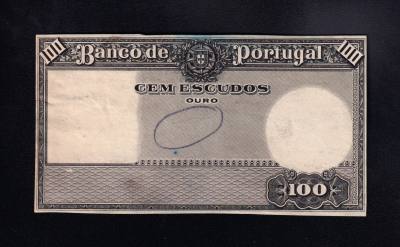 100 Banco de Portugal 100
CEM ESCUDOS
OURO
100